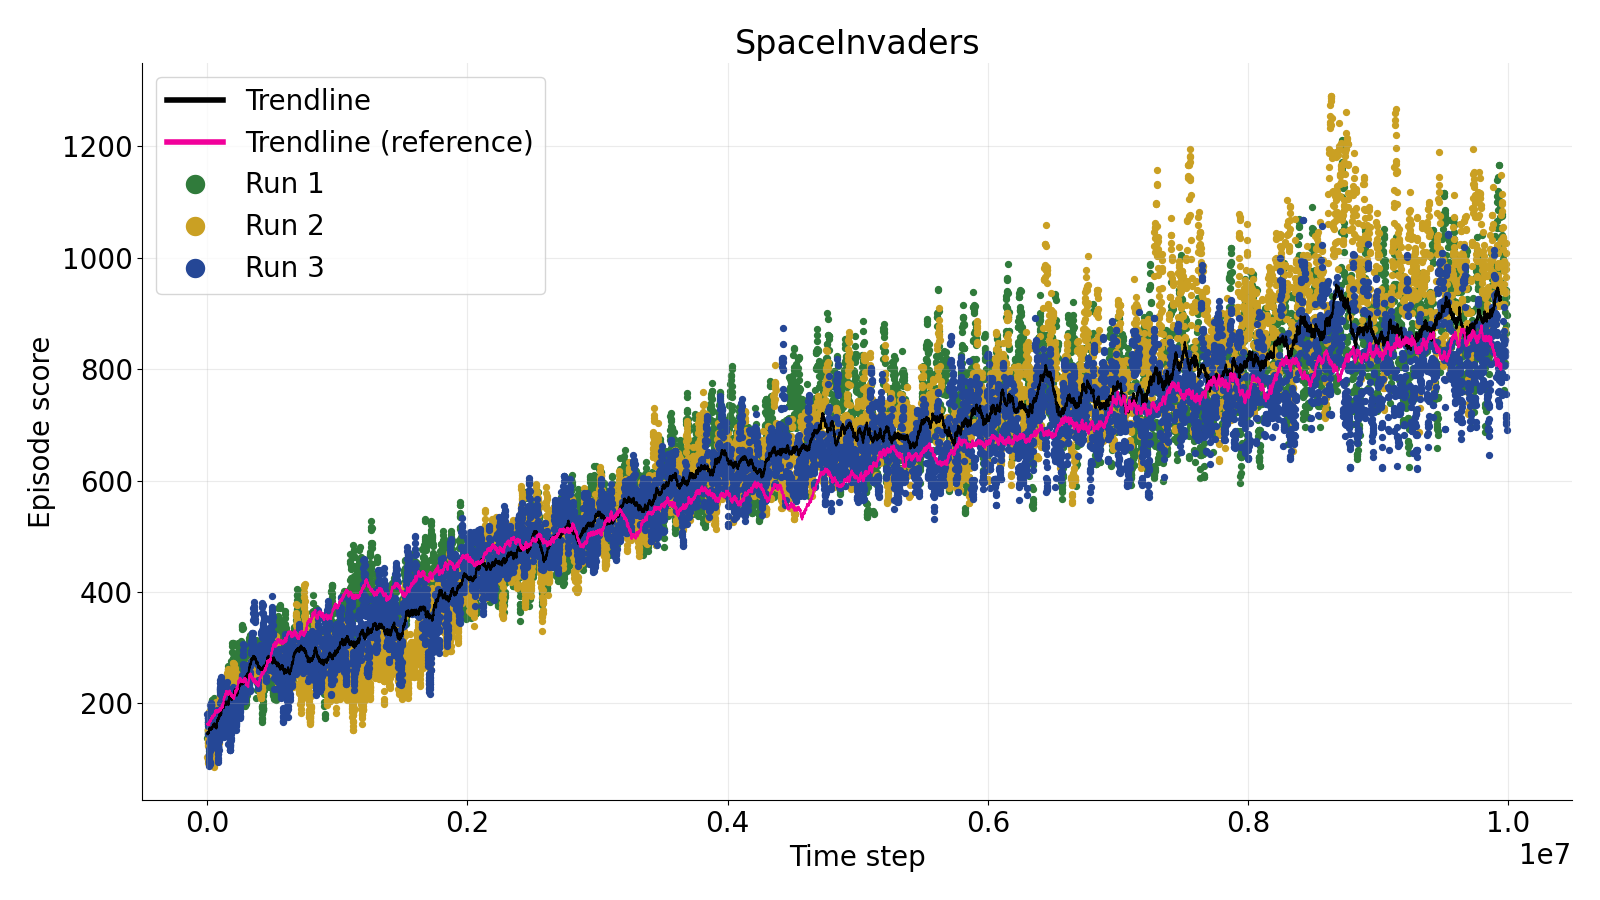 SpaceInvaders
Trendline
Trendline (reference)
Run 1
Run 2
Run 3
1200
1000
800
600
400
200
Episode score
0.0 0.2 0.4 0.6 0.8 1.0
1e7
Time step